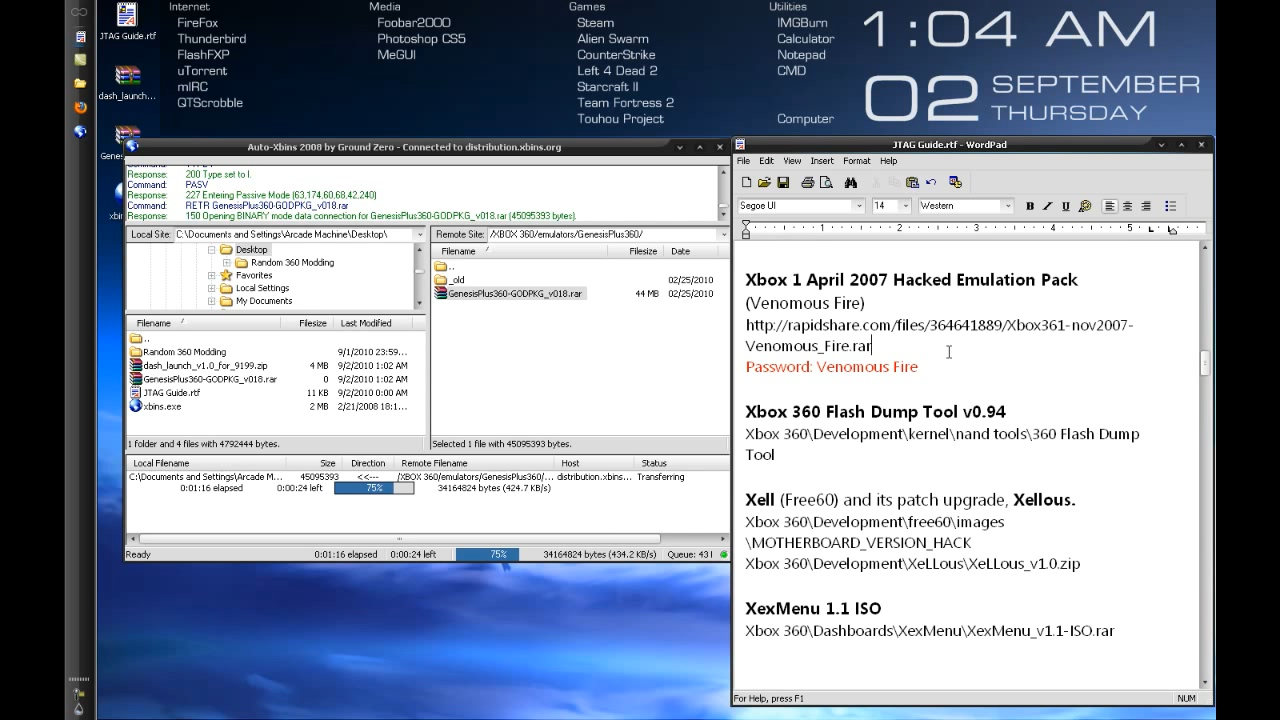 Internet
FireFox
Thunderbird
FlashFXP
uTorrent
mIRC
QTScrobble
Media
Foobar2000
Photoshop CS5
MeGUI
Games
Steam
Alien Swarm
CounterStrike
Left 4 Dead 2
Starcraft II
Team Fortress 2
Touhou Project
Utilities
IMGBurn
Calculator
Notepad
CMD
Computer
1:04 AM
02 SEPTEMBER
THURSDAY
JTAG Guide.rtf
dash_launch...
Auto-Xbins 2008 by Ground Zero - Connected to distribution.xbins.org
Response: 200 Type set to I.
Command: PASV
Response: 227 Entering Passive Mode (63,174,60,68,42,240)
Command: RETR GenesisPlus360-GODPKG_v018.rar
Response: 150 Opening BINARY mode data connection for GenesisPlus360-GODPKG_v018.rar (45095393 bytes).
Local Site: C:\Documents and Settings\Arcade Machine\Desktop\
Desktop
Random 360 Modding
Favorites
Local Settings
My Documents
Filename Filesize Last Modified
..
Random 360 Modding 9/1/2010 23:59...
dash_launch_v1.0_for_9199.zip 4 MB 9/2/2010 1:02 AM
GenesisPlus360-GODPKG_v018.rar 0 9/2/2010 1:02 AM
JTAG Guide.rtf 11 KB 9/2/2010 0:00 AM
xbins.exe 2 MB 2/21/2008 18:1...
1 folder and 4 files with 4792444 bytes.
Remote Site: /XBOX 360/emulators/GenesisPlus360/
Filename Filesize Date
..
_old 02/25/2010
GenesisPlus360-GODPKG_v018.rar 44 MB 02/25/2010
Selected 1 file with 45095393 bytes.
Local Filename Size Direction Remote Filename Host Status
C:\Documents and Settings\Arcade M... 45095393 <<--- /XBOX 360/emulators/GenesisPlus360/... distribution.xbins... Transferring
0:01:16 elapsed 0:00:24 left 75% 34164824 bytes (424.7 KB/s)
Ready 0:01:16 elapsed 0:00:24 left 75% 34164824 bytes (434.2 KB/s) Queue: 43 
JTAG Guide.rtf - WordPad
File Edit View Insert Format Help
Segoe UI 14 Western B I U
1 2 3 4 5
Xbox 1 April 2007 Hacked Emulation Pack
(Venomous Fire)
http://rapidshare.com/files/364641889/Xbox361-nov2007-
Venomous_Fire.rar
Password: Venomous Fire
Xbox 360 Flash Dump Tool v0.94
Xbox 360\Development\kernel\nand tools\360 Flash Dump
Tool
Xell (Free60) and its patch upgrade, Xellous.
Xbox 360\Development\free60\images
\MOTHERBOARD_VERSION_HACK
Xbox 360\Development\XeLLous\XeLLous_v1.0.zip
XexMenu 1.1 ISO
Xbox 360\Dashboards\XexMenu\XexMenu_v1.1-ISO.rar
For Help, press F1
NUM